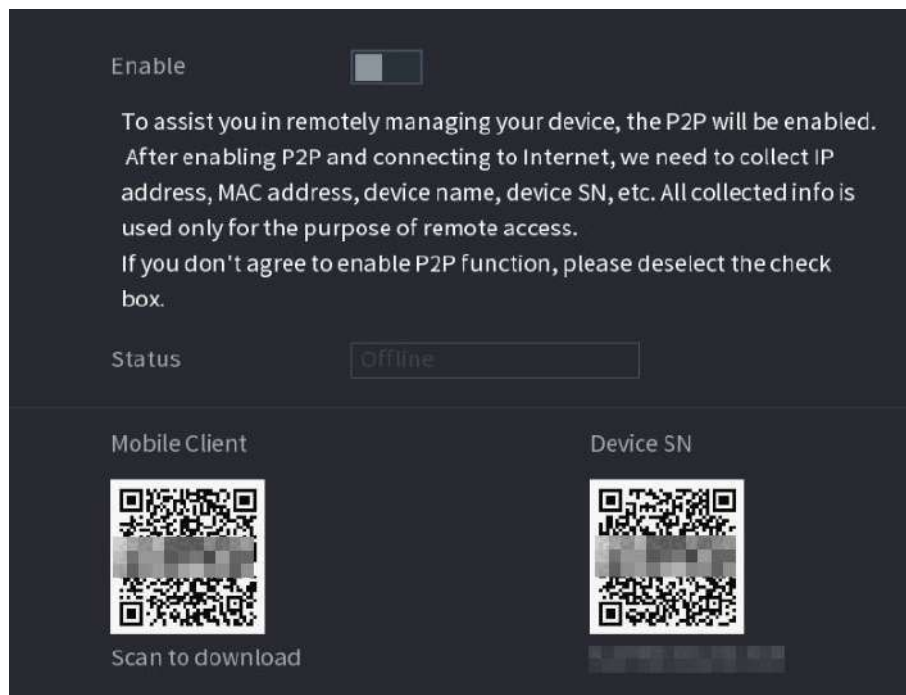 Enable
To assist you in remotely managing your device, the P2P will be enabled.
After enabling P2P and connecting to Internet, we need to collect IP
address, MAC address, device name, device SN, etc. All collected info is
used only for the purpose of remote access.
If you don't agree to enable P2P function, please deselect the check
box.
Status
Offline
Mobile Client
Device SN
Scan to download